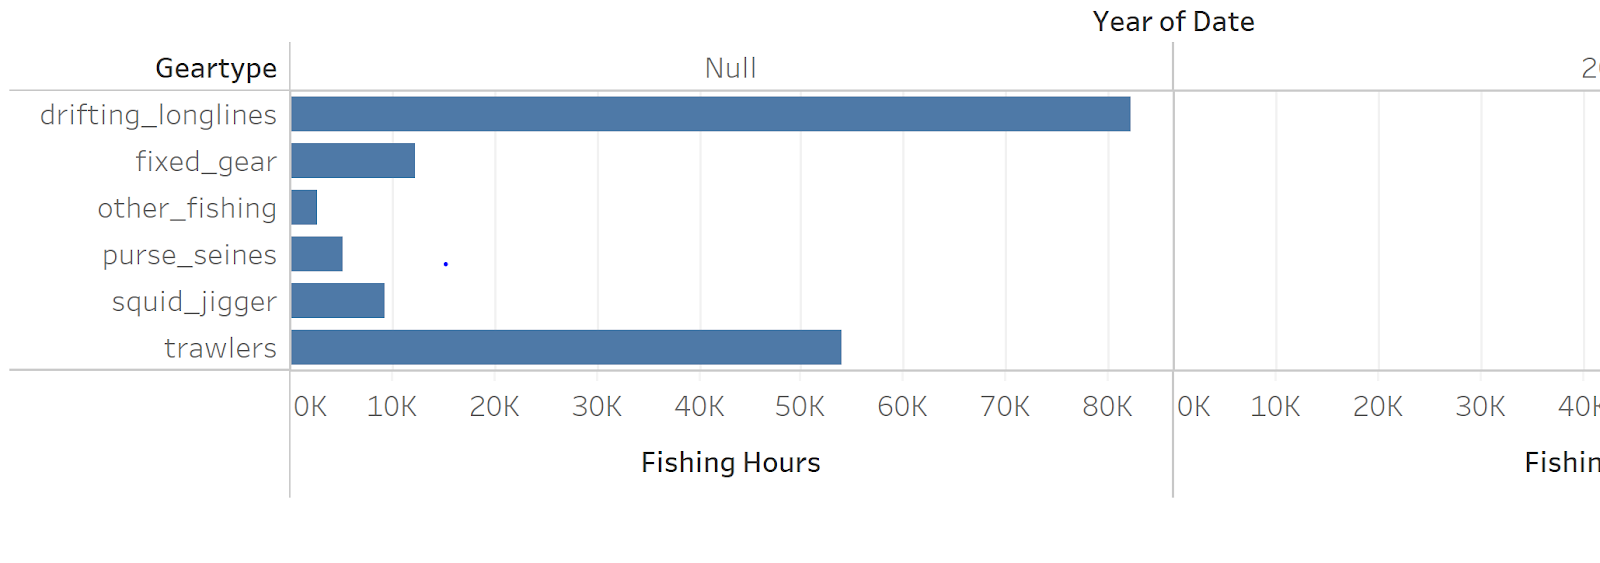 Year of Date
Geartype Null
drifting_longlines
fixed_gear
other_fishing
purse_seines
squid_jigger
trawlers
0K 10K 20K 30K 40K 50K 60K 70K 80K 0K 10K 20K 30K
Fishing Hours